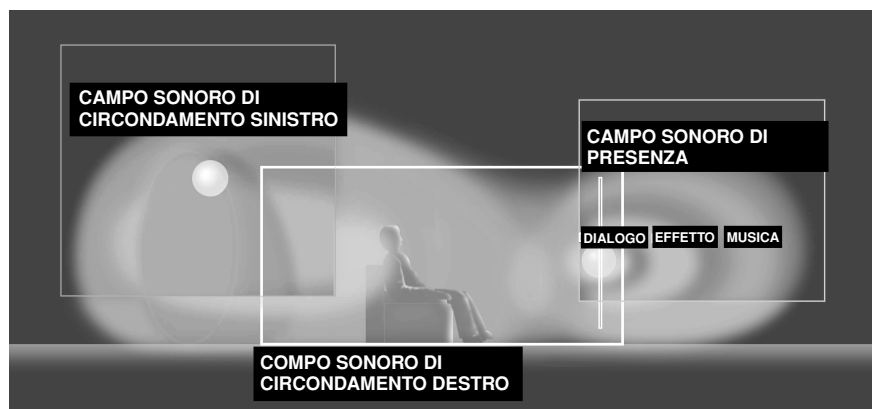 CAMPO SONORO DI
CIRCONDAMENTO SINISTRO
CAMPO SONORO DI
PRESENZA
DIALOGO EFFETTO MUSICA
COMPO SONORO DI
CIRCONDAMENTO DESTRO